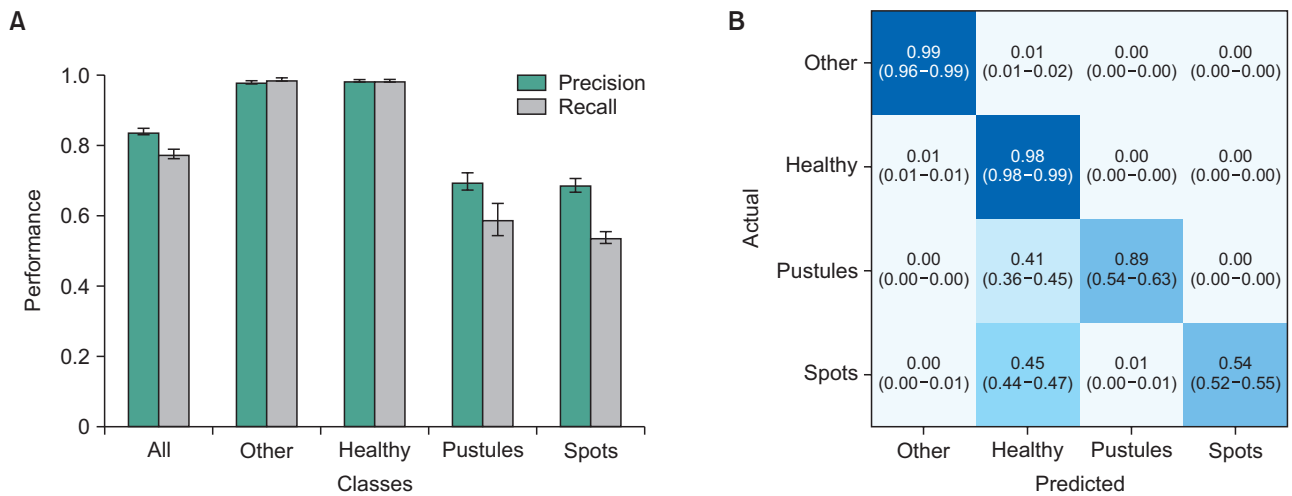 A
Performance
1.0
0.8
0.6
0.4
0.2
0
Precision
Recall
All Other Healthy Pustules Spots
Classes
B
Actual
Other
0.99 0.01 0.00 0.00
(0.96–0.99) (0.01–0.02) (0.00–0.00) (0.00–0.00)
Healthy
0.01 0.98 0.00 0.00
(0.01–0.01) (0.98–0.99) (0.00–0.00) (0.00–0.00)
Pustules
0.00 0.41 0.89 0.00
(0.00–0.00) (0.36–0.45) (0.54–0.63) (0.00–0.00)
Spots
0.00 0.45 0.01 0.54
(0.00–0.01) (0.44–0.47) (0.00–0.01) (0.52–0.55)
Other Healthy Pustules Spots
Predicted